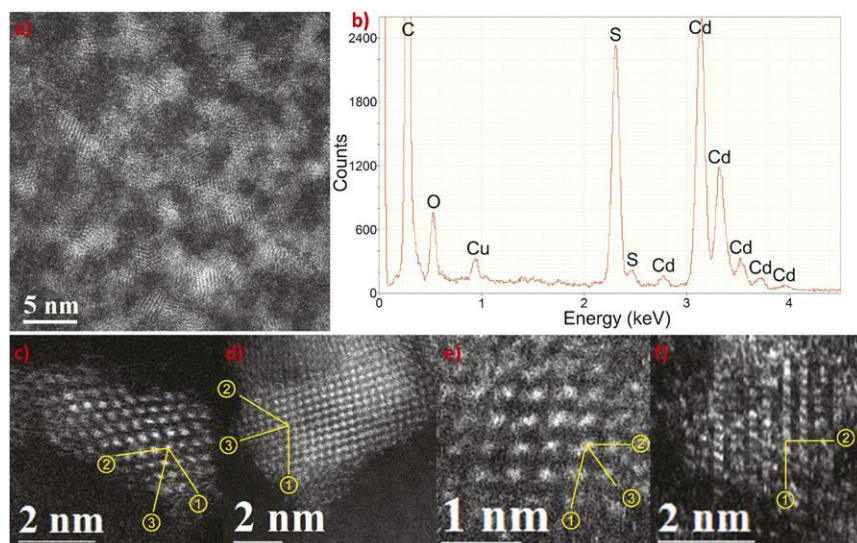 a)
5 nm
b)
Counts
2400
1800
1200
600
0
C
O
Cu
S
S
Cd
Cd
Cd
Cd
Cd
Cd
0
1
2
3
4
Energy (keV)
c)
②
③
①
2 nm
d)
②
③
①
2 nm
e)
②
③
①
1 nm
f)
②
①
2 nm